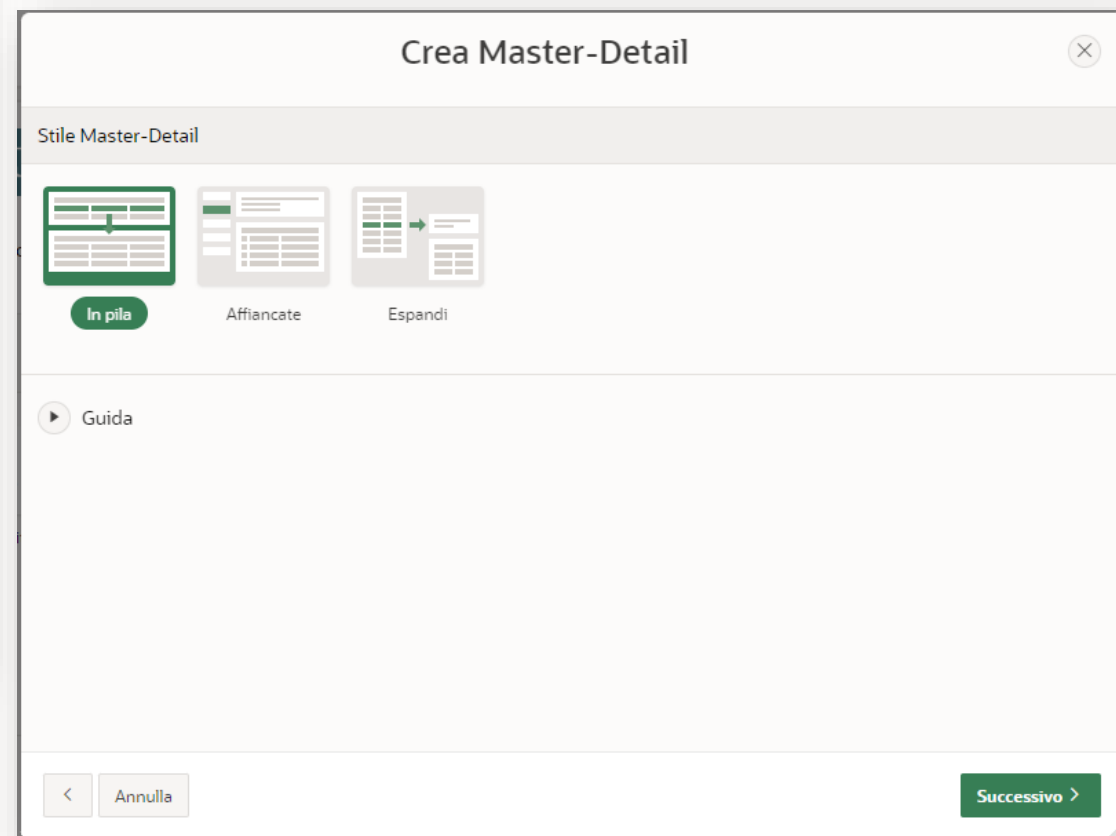 Crea Master-Detail
Stile Master-Detail
In pila
Affiancate
Espandi
Guida
Annulla
Successivo